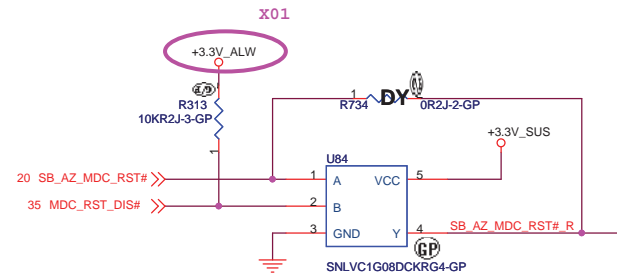 X01
+3.3V_ALW
R313
10KR2J-3-GP
1
1
DY
R734
0R2J-2-GP
+3.3V_SUS
U84
20 SB_AZ_MDC_RST#
1
A
VCC
5
35 MDC_RST_DIS#
2
B
3
GND
Y
4
SB_AZ_MDC_RST#_R
GP
SNLVC1G08DCKRG4-GP